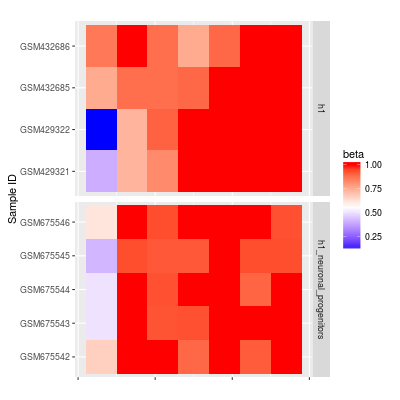 Sample ID
GSM432686
GSM432685
GSM429322
GSM429321
h1
GSM675546
GSM675545
GSM675544
GSM675543
GSM675542
h1_neuronal_progenitors
beta
1.00
0.75
0.50
0.25